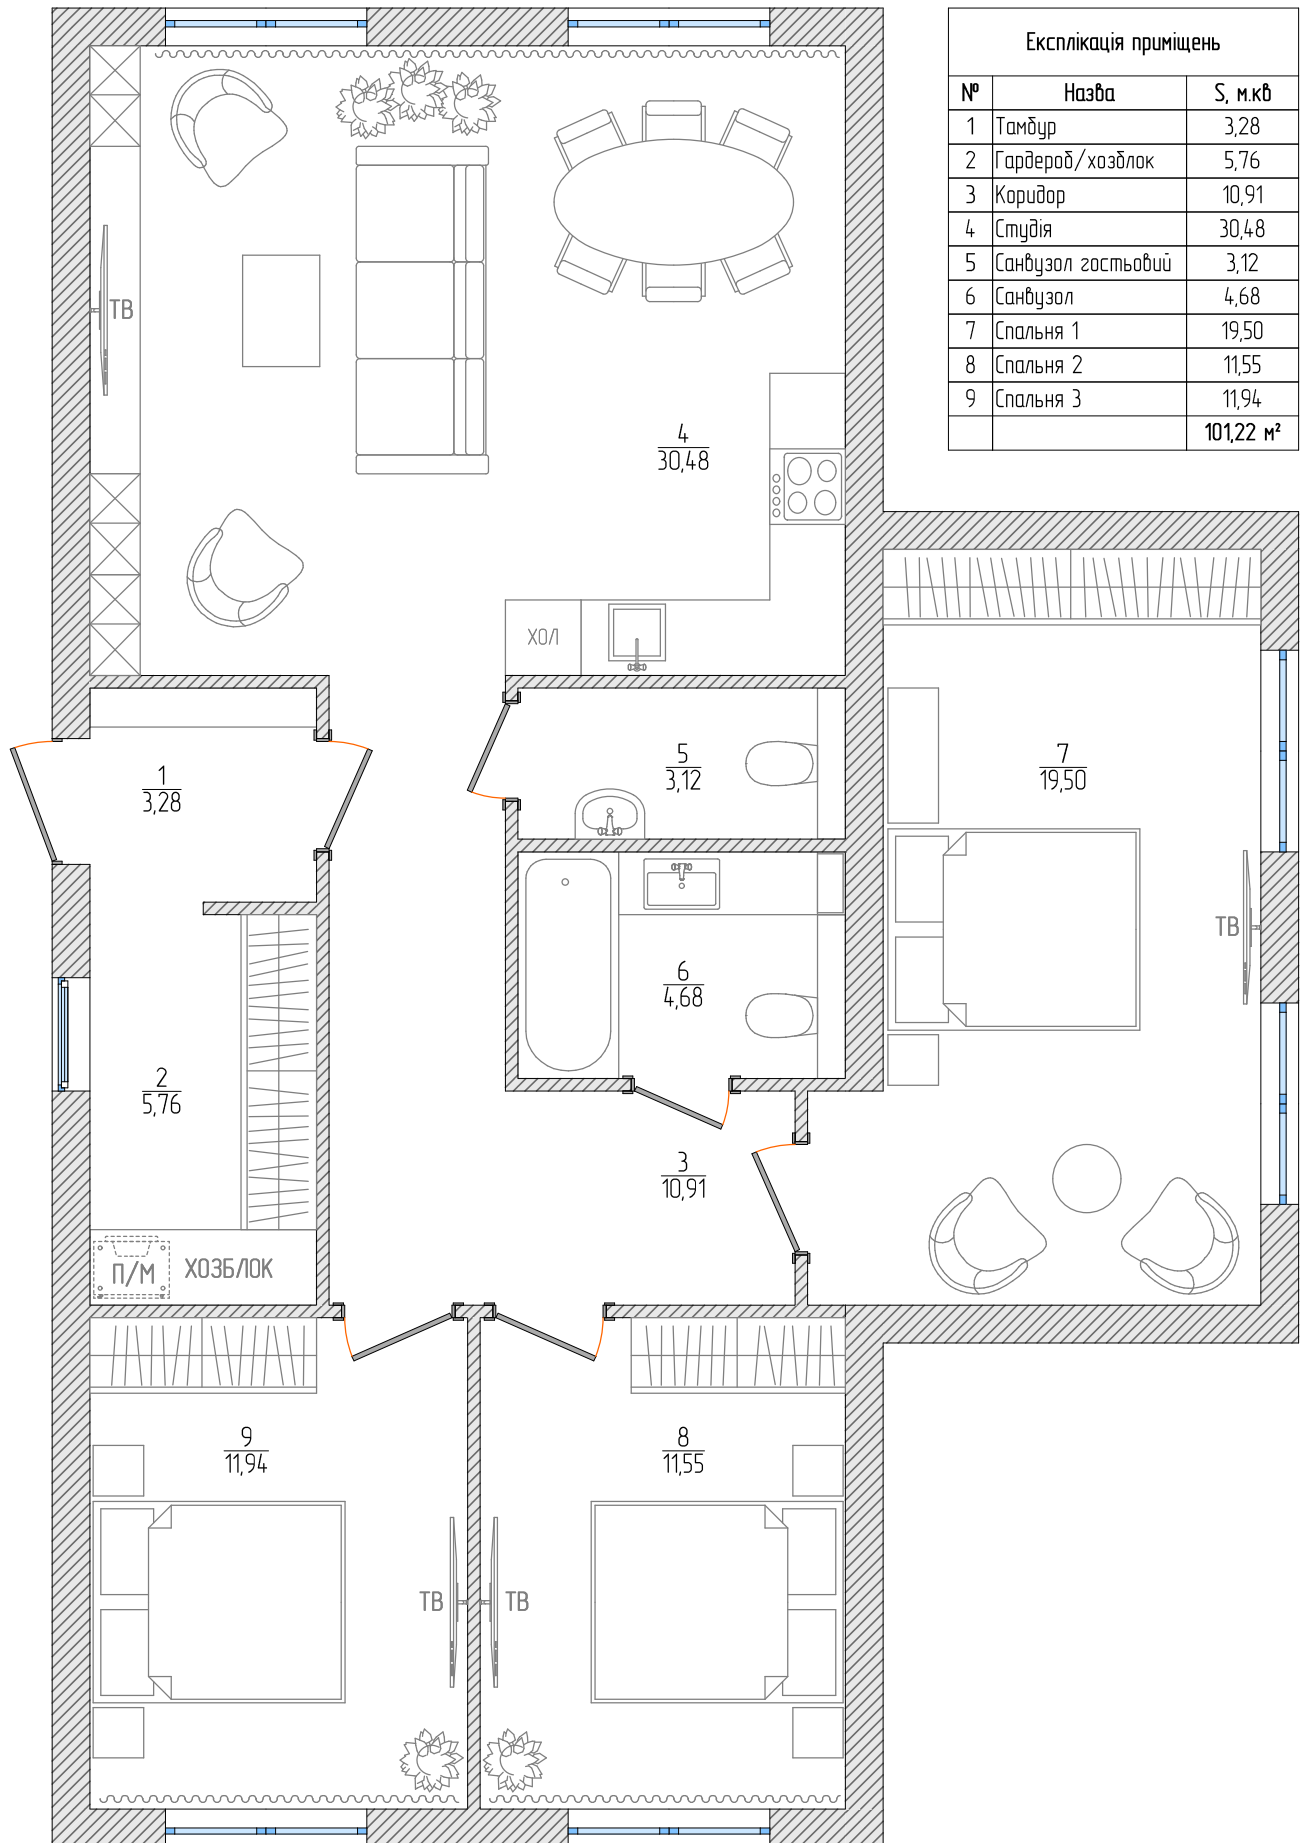 Експлікація приміщень
№ Назва S, м.кв
1 Тамбур 3,28
2 Гардероб/хозблок 5,76
3 Коридор 10,91
4 Студія 30,48
5 Санвузол гостьовий 3,12
6 Санвузол 4,68
7 Спальня 1 19,50
8 Спальня 2 11,55
9 Спальня 3 11,94
101,22 м²
ТВ
4
30,48
ХОЛ
1
3,28
5
3,12
7
19,50
ТВ
6
4,68
2
5,76
3
10,91
П/М
ХОЗБЛОК
9
11,94
8
11,55
ТВ
ТВ